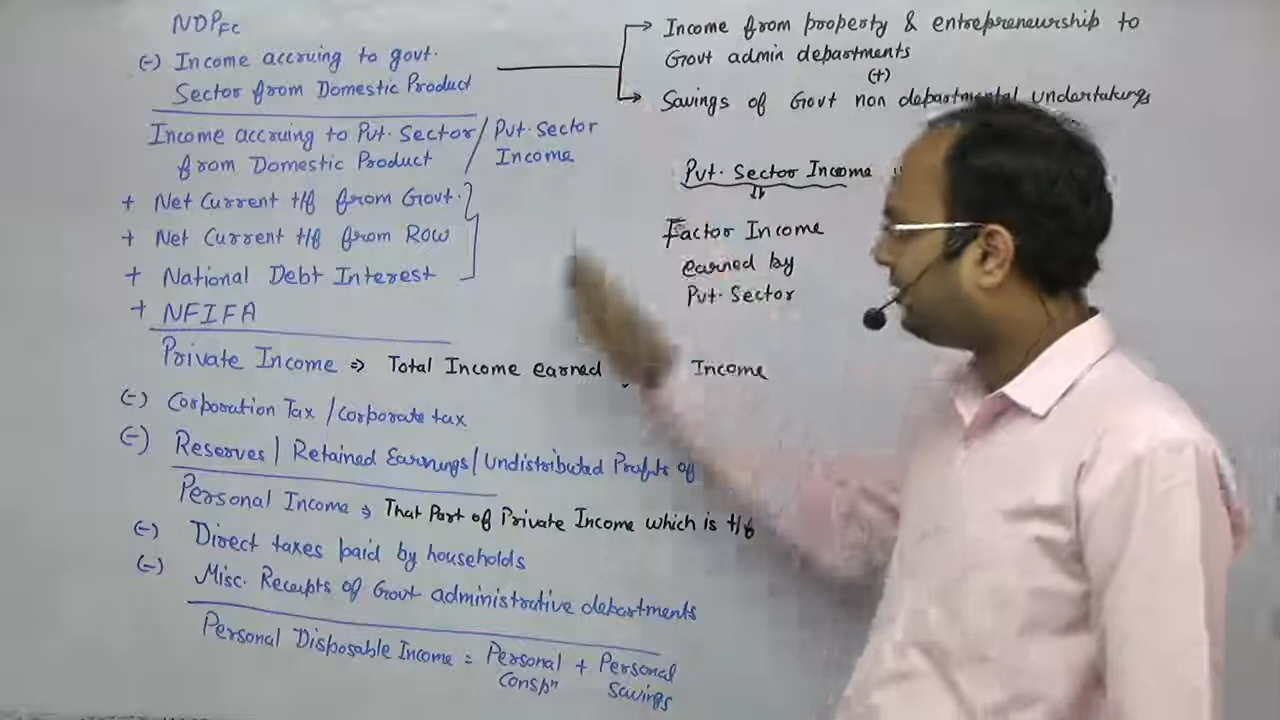 NDPFC
(-) Income accruing to govt.
Sector from Domestic Product
Income accruing to Pvt. Sector / Pvt. Sector
from Domestic Product / Income
+ Net Current t/f from Govt.
+ Net Current t/f from ROW
+ National Debt Interest
+ NFIFA
Private Income => Total Income earned
(-) Corporation Tax / Corporate tax
(-) Reserves / Retained Earnings / Undistributed Profits of
Personal Income => That Part of Private Income which is t/f
(-) Direct taxes paid by households
(-) Misc. Receipts of Govt administrative departments
Personal Disposable Income = Personal + Personal
Conspn Savings
Income from property & entrepreneurship to
Govt admin departments
(+)
Savings of Govt non departmental undertakings
Pvt. Sector Income
Factor Income
earned by
Pvt. Sector
Income